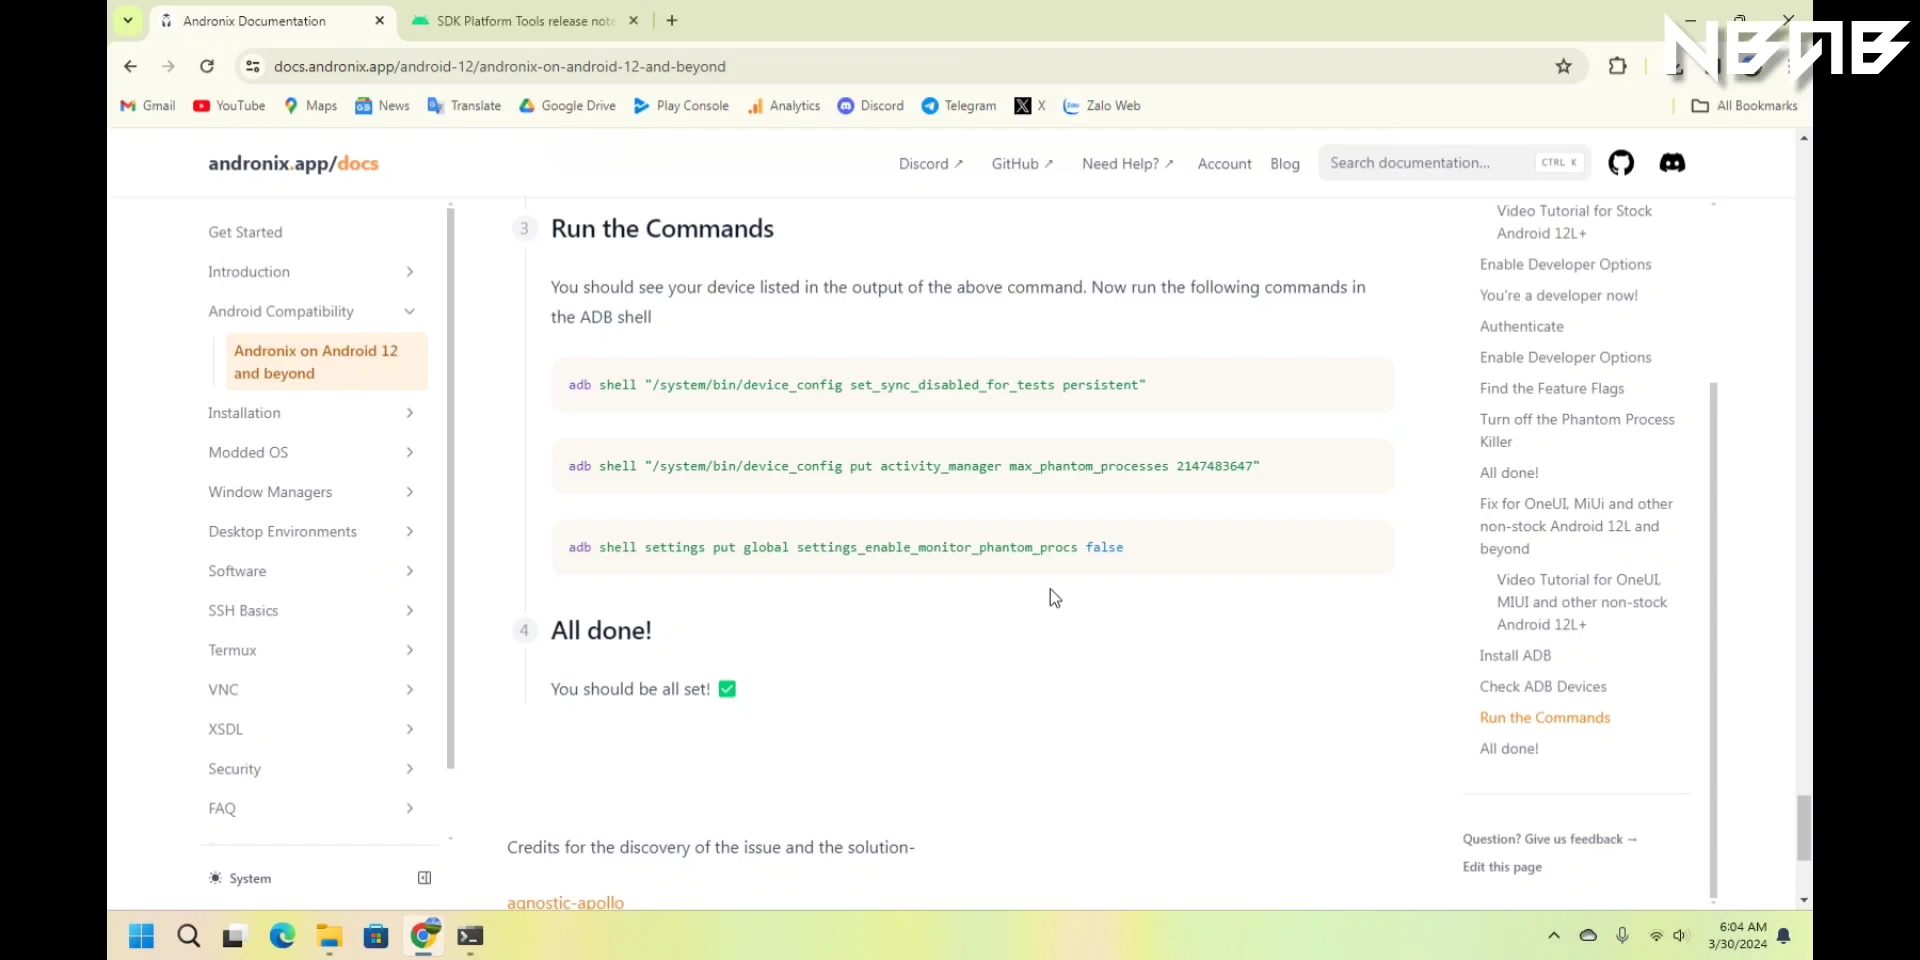 Andronix Documentation
SDK Platform Tools release not
NBNB
docs.andronix.app/android-12/andronix-on-android-12-and-beyond
Gmail
YouTube
Maps
News
Translate
Google Drive
Play Console
Analytics
Discord
Telegram
X
Zalo Web
All Bookmarks
andronix.app/docs
Discord ↗
GitHub ↗
Need Help? ↗
Account
Blog
Search documentation...
CTRL K
Get Started
Introduction
Android Compatibility
Andronix on Android 12
and beyond
Installation
Modded OS
Window Managers
Desktop Environments
Software
SSH Basics
Termux
VNC
XSDL
Security
FAQ
System
3
Run the Commands
You should see your device listed in the output of the above command. Now run the following commands in
the ADB shell
adb shell "/system/bin/device_config set_sync_disabled_for_tests persistent"
adb shell "/system/bin/device_config put activity_manager max_phantom_processes 2147483647"
adb shell settings put global settings_enable_monitor_phantom_procs false
4
All done!
You should be all set! ✅
Credits for the discovery of the issue and the solution-
agnostic-apollo
Video Tutorial for Stock
Android 12L+
Enable Developer Options
You're a developer now!
Authenticate
Enable Developer Options
Find the Feature Flags
Turn off the Phantom Process
Killer
All done!
Fix for OneUI, MiUi and other
non-stock Android 12L and
beyond
Video Tutorial for OneUI,
MIUI and other non-stock
Android 12L+
Install ADB
Check ADB Devices
Run the Commands
All done!
Question? Give us feedback →
Edit this page
6:04 AM
3/30/2024